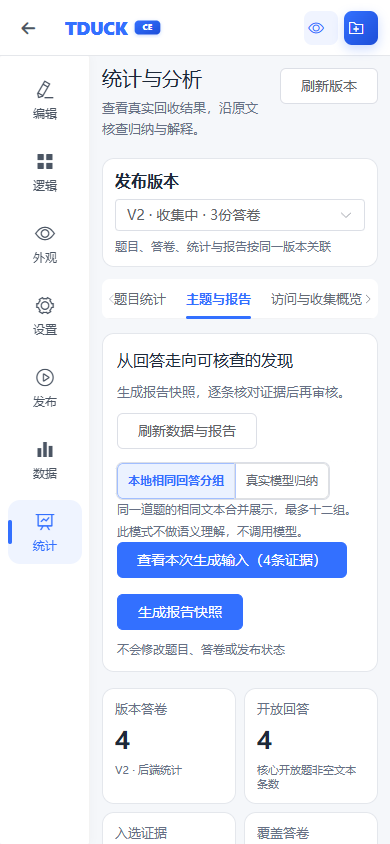 TDUCK CE
编辑
逻辑
外观
设置
发布
数据
统计
统计与分析
刷新版本
查看真实回收结果，沿原文
核查归纳与解释。
发布版本
V2 · 收集中 · 3份答卷
题目、答卷、统计与报告按同一版本关联
题目统计
主题与报告
访问与收集概览
从回答走向可核查的发现
生成报告快照，逐条核对证据后再审核。
刷新数据与报告
本地相同回答分组
真实模型归纳
同一道题的相同文本合并展示，最多十二组。
此模式不做语义理解，不调用模型。
查看本次生成输入（4条证据）
生成报告快照
不会修改题目、答卷或发布状态
版本答卷
4
V2 · 后端统计
开放回答
4
核心开放题非空文本
条数
入选证据
覆盖答卷